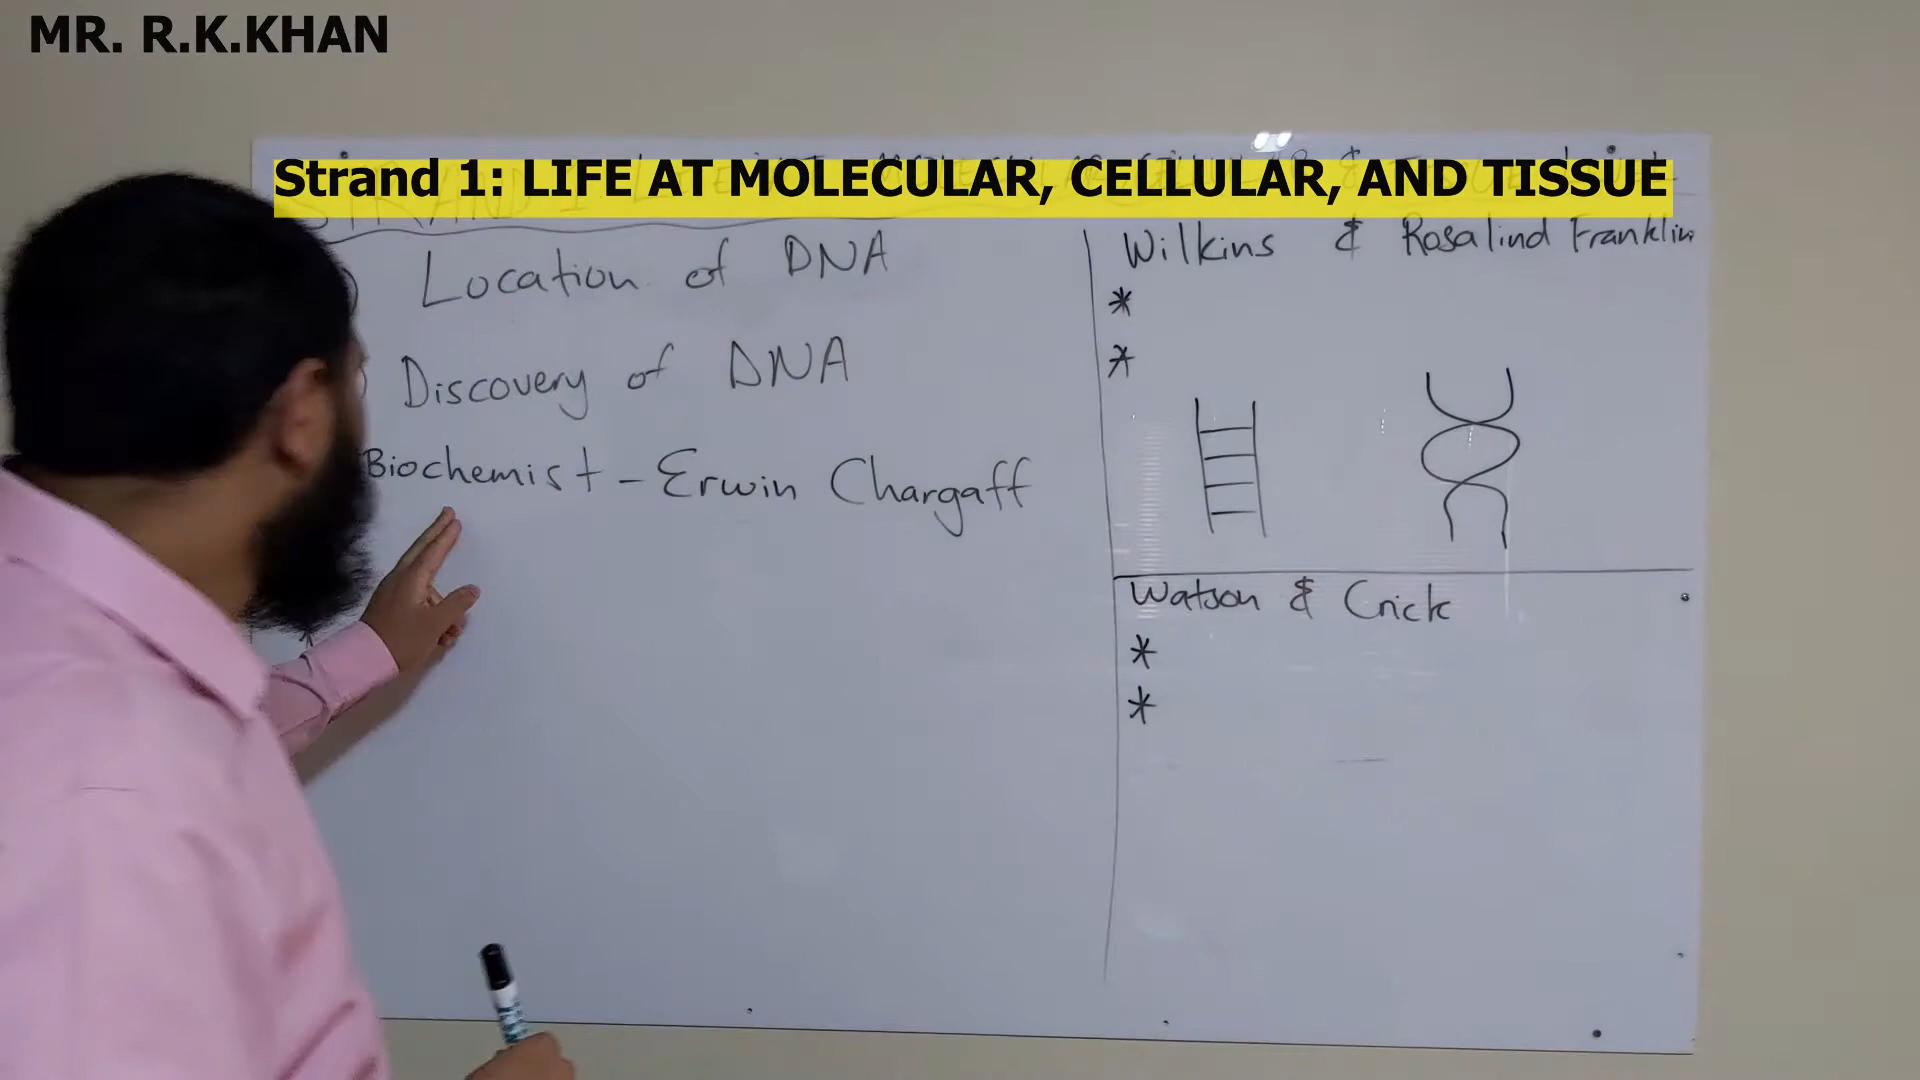 MR. R.K.KHAN
Strand 1: LIFE AT MOLECULAR, CELLULAR, AND TISSUE
Location of DNA
Discovery of DNA
Biochemist - Erwin Chargaff
Wilkins & Rosalind Franklin
*
*
Watson & Crick
*
*